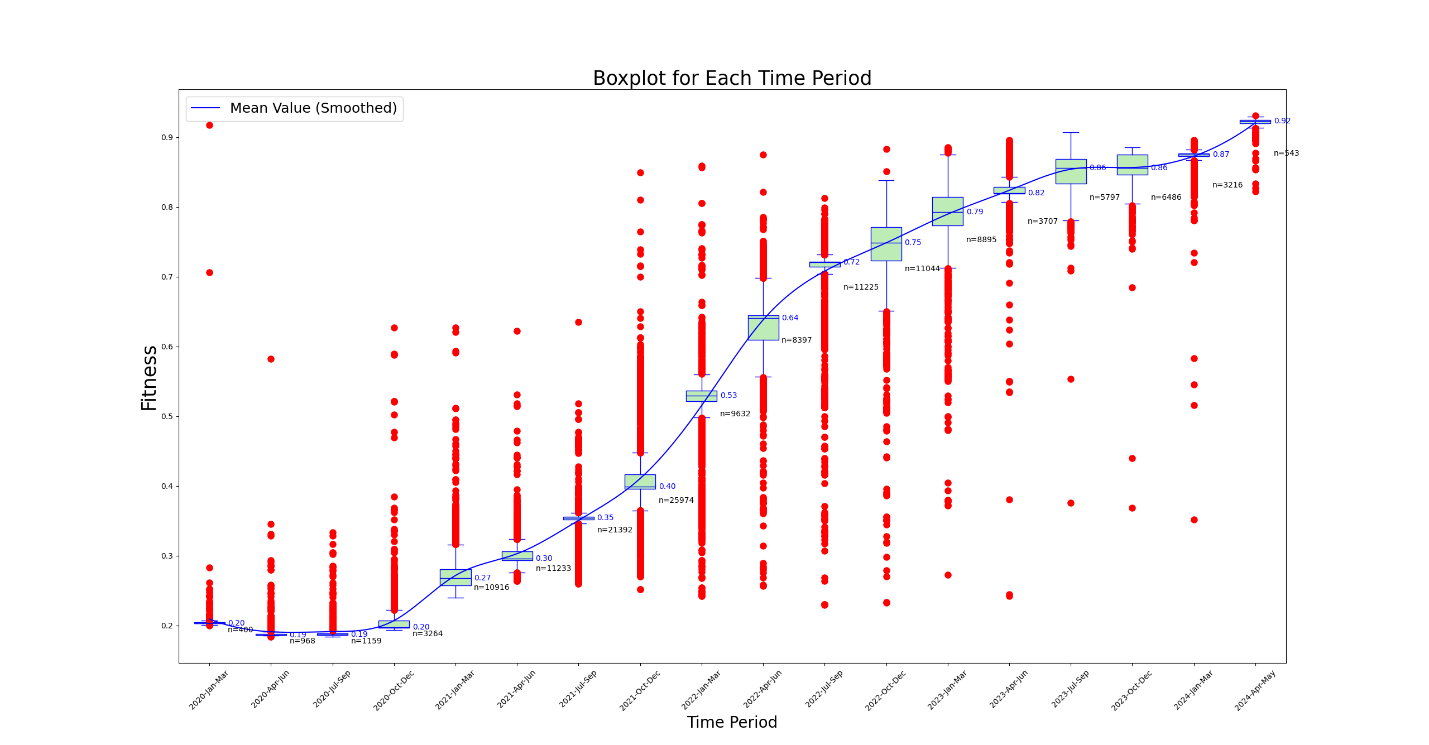 Boxplot for Each Time Period
Mean Value (Smoothed)
Fitness
0.9
0.8
0.7
0.6
0.5
0.4
0.3
0.2
0.20
n=400
0.19
n=968
0.19
n=1159
0.20
n=3264
0.27
n=10916
0.30
n=11233
0.35
n=21392
0.40
n=25974
0.53
n=9632
0.64
n=8397
0.72
n=11225
0.75
n=11044
0.79
n=8895
0.82
n=3707
0.86
n=5797
0.86
n=6486
0.87
n=3216
0.92
n=543
2020-Jan-Mar
2020-Apr-Jun
2020-Jul-Sep
2020-Oct-Dec
2021-Jan-Mar
2021-Apr-Jun
2021-Jul-Sep
2021-Oct-Dec
2022-Jan-Mar
2022-Apr-Jun
2022-Jul-Sep
2022-Oct-Dec
2023-Jan-Mar
2023-Apr-Jun
2023-Jul-Sep
2023-Oct-Dec
2024-Jan-Mar
2024-Apr-May
Time Period